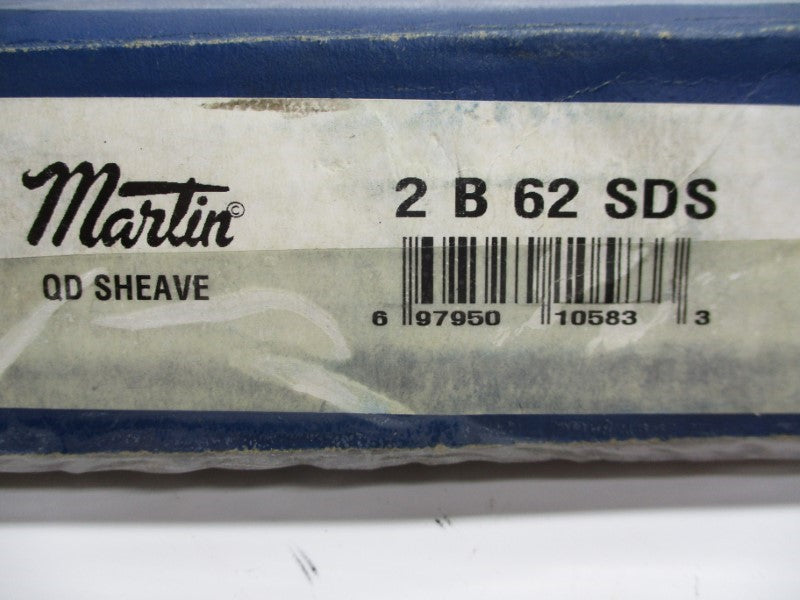 Martin©
2 B 62 SDS
QD SHEAVE
6 97950 10583 3